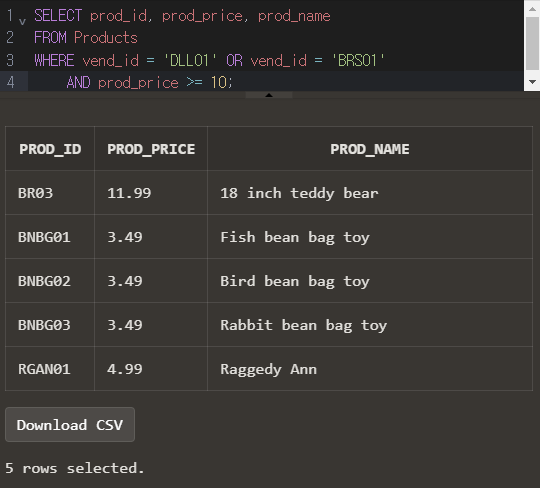 1 SELECT prod_id, prod_price, prod_name
2 FROM Products
3 WHERE vend_id = 'DLL01' OR vend_id = 'BRS01'
4 AND prod_price >= 10;
PROD_ID PROD_PRICE PROD_NAME
BR03 11.99 18 inch teddy bear
BNBG01 3.49 Fish bean bag toy
BNBG02 3.49 Bird bean bag toy
BNBG03 3.49 Rabbit bean bag toy
RGAN01 4.99 Raggedy Ann
Download CSV
5 rows selected.